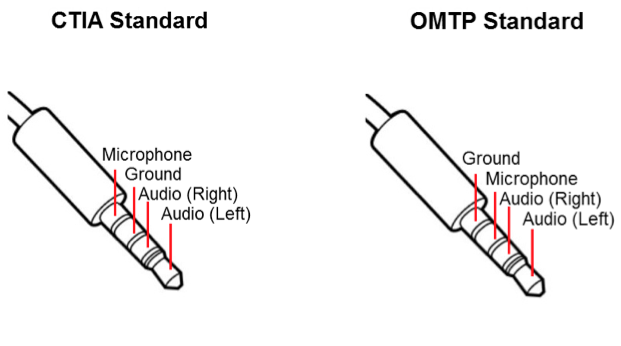 CTIA Standard
Microphone
Ground
Audio (Right)
Audio (Left)
OMTP Standard
Ground
Microphone
Audio (Right)
Audio (Left)